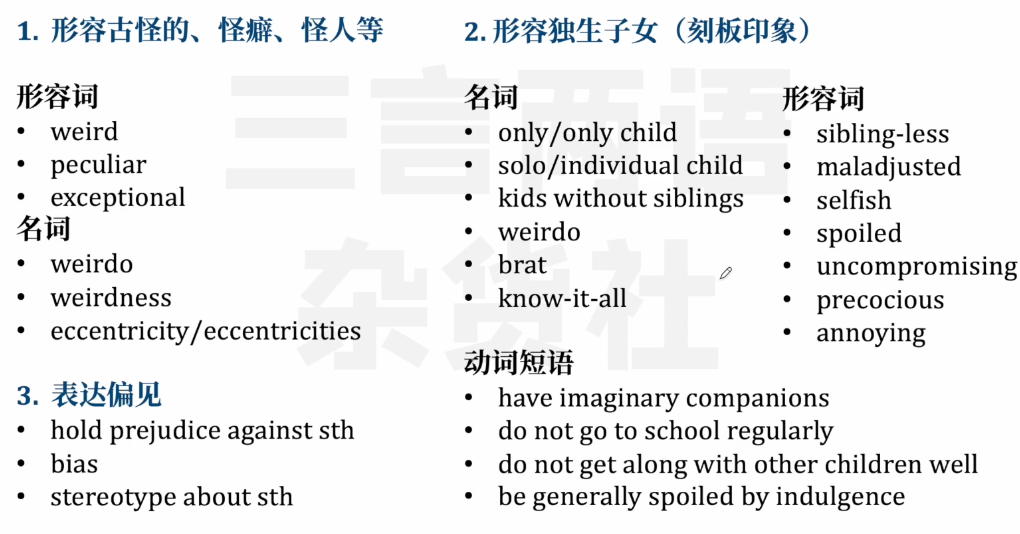 1. 形容古怪的、怪癖、怪人等
形容词
• weird
• peculiar
• exceptional
名词
• weirdo
• weirdness
• eccentricity/eccentricities
3. 表达偏见
• hold prejudice against sth
• bias
• stereotype about sth
2. 形容独生子女（刻板印象）
名词
• only/only child
• solo/individual child
• kids without siblings
• weirdo
• brat
• know-it-all
形容词
• sibling-less
• maladjusted
• selfish
• spoiled
• uncompromising
• precocious
• annoying
动词短语
• have imaginary companions
• do not go to school regularly
• do not get along with other children well
• be generally spoiled by indulgence
三言两语
杂货社